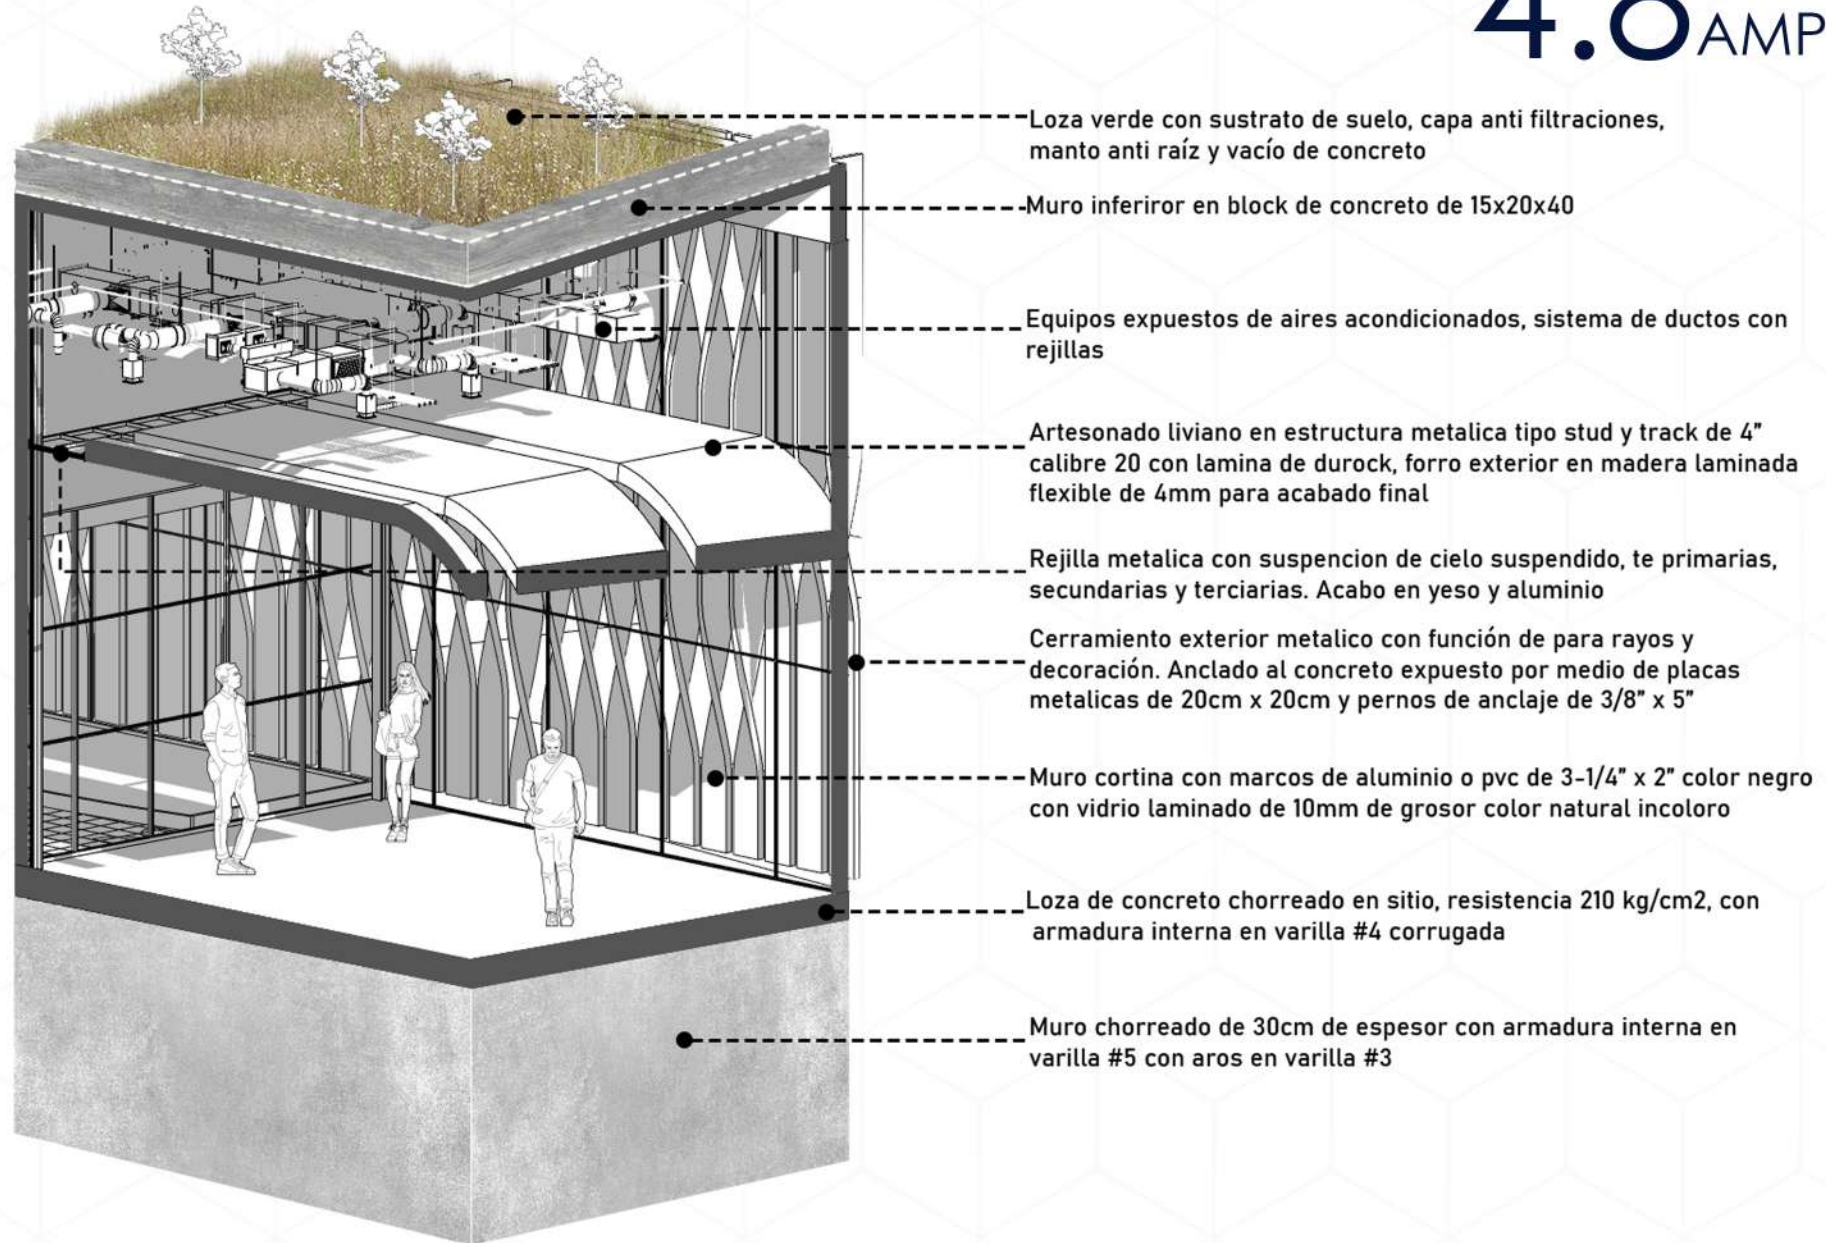 4.8 AMP
Loza verde con sustrato de suelo, capa anti filtraciones,
manto anti raíz y vacío de concreto
Muro inferiror en block de concreto de 15x20x40
Equipos expuestos de aires acondicionados, sistema de ductos con
rejillas
Artesonado liviano en estructura metalica tipo stud y track de 4"
calibre 20 con lamina de durock, forro exterior en madera laminada
flexible de 4mm para acabado final
Rejilla metalica con suspencion de cielo suspendido, te primarias,
secundarias y terciarias. Acabo en yeso y aluminio
Cerramiento exterior metalico con función de para rayos y
decoración. Anclado al concreto expuesto por medio de placas
metalicas de 20cm x 20cm y pernos de anclaje de 3/8" x 5"
Muro cortina con marcos de aluminio o pvc de 3-1/4" x 2" color negro
con vidrio laminado de 10mm de grosor color natural incoloro
Loza de concreto chorreado en sitio, resistencia 210 kg/cm2, con
armadura interna en varilla #4 corrugada
Muro chorreado de 30cm de espesor con armadura interna en
varilla #5 con aros en varilla #3